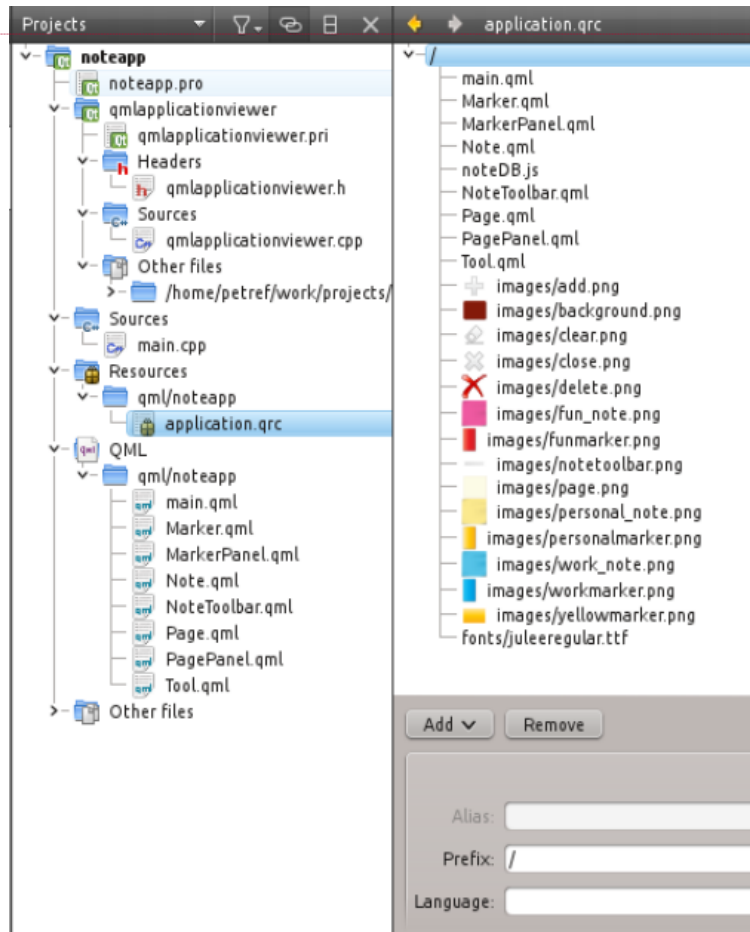 Projects
noteapp
noteapp.pro
qmlapplicationviewer
qmlapplicationviewer.pri
Headers
qmlapplicationviewer.h
Sources
qmlapplicationviewer.cpp
Other files
/home/petref/work/projects/
Sources
main.cpp
Resources
qml/noteapp
application.qrc
QML
qml/noteapp
main.qml
Marker.qml
MarkerPanel.qml
Note.qml
NoteToolbar.qml
Page.qml
PagePanel.qml
Tool.qml
Other files
application.qrc
/
main.qml
Marker.qml
MarkerPanel.qml
Note.qml
noteDB.js
NoteToolbar.qml
Page.qml
PagePanel.qml
Tool.qml
images/add.png
images/background.png
images/clear.png
images/close.png
images/delete.png
images/fun_note.png
images/funmarker.png
images/notetoolbar.png
images/page.png
images/personal_note.png
images/personalmarker.png
images/work_note.png
images/workmarker.png
images/yellowmarker.png
fonts/juleeregular.ttf
Add Remove
Alias:
Prefix: /
Language: